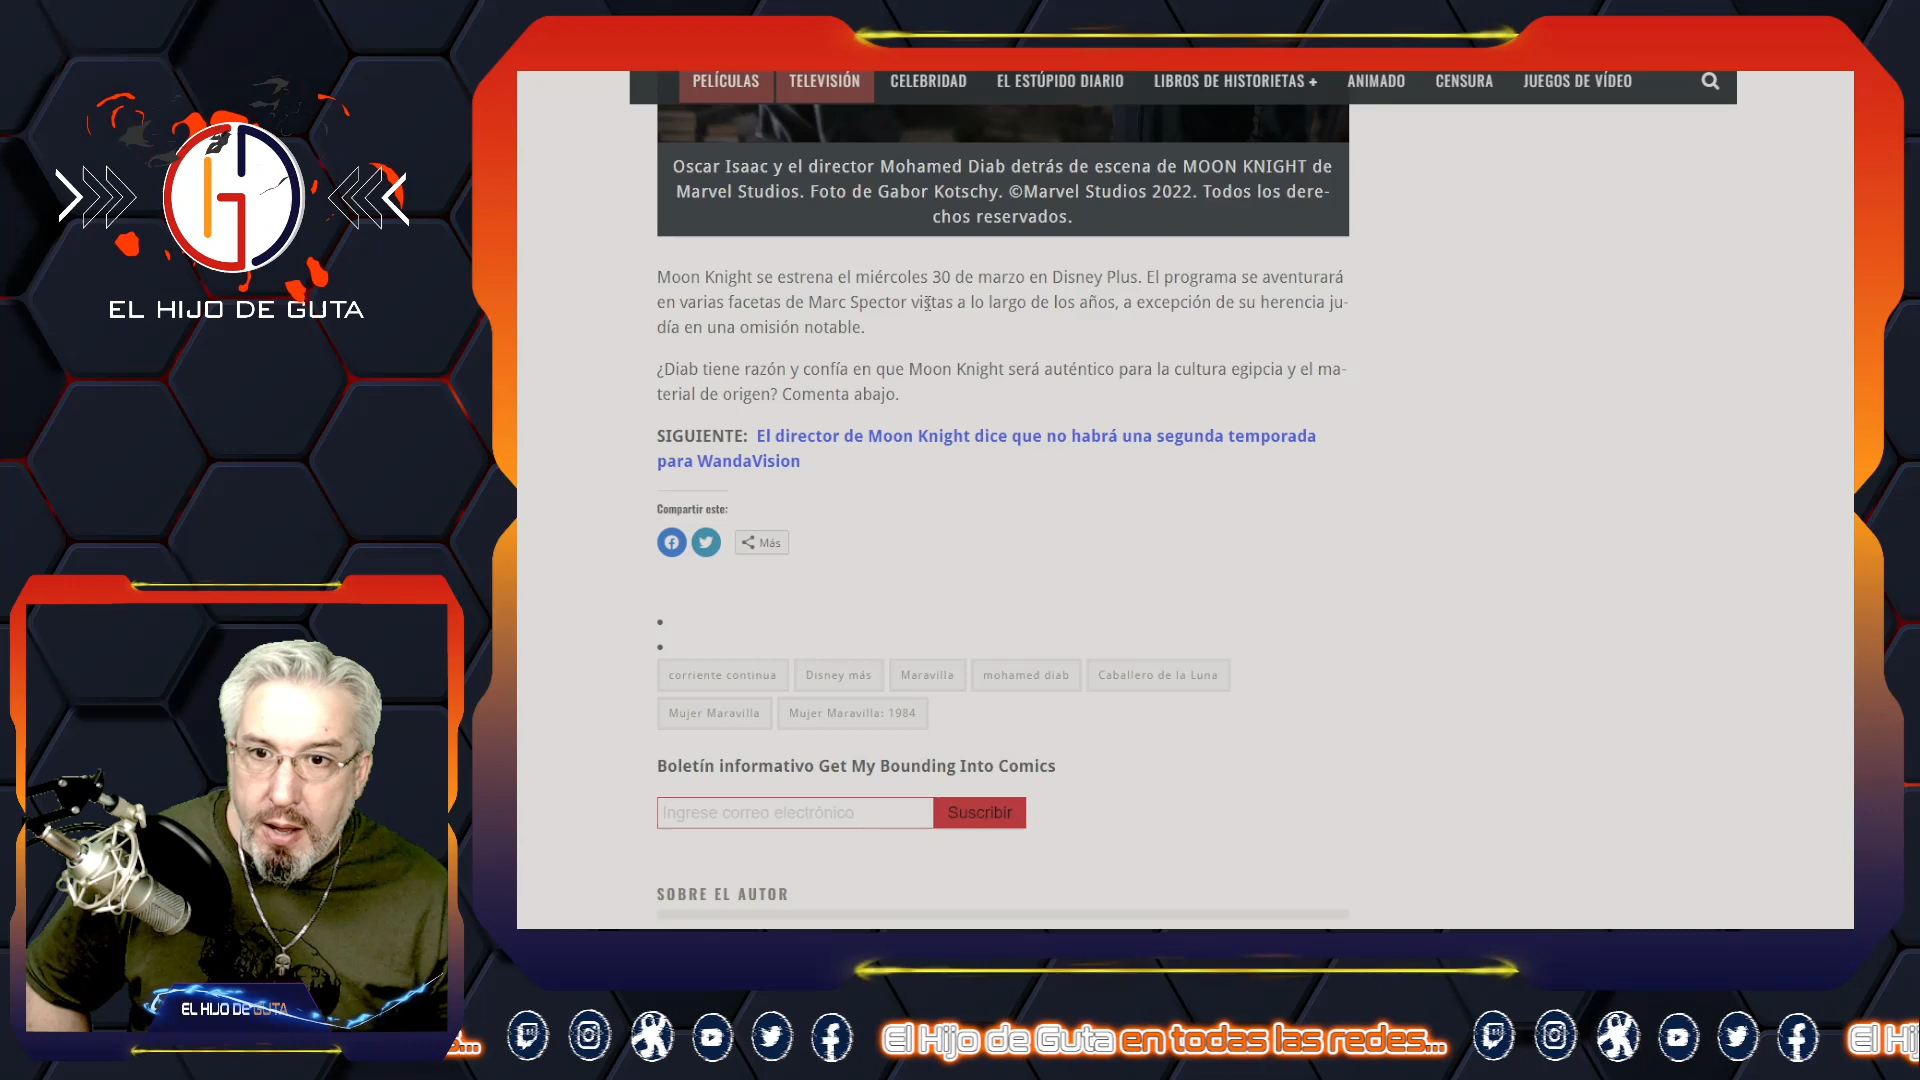 EL HIJO DE GUTA
PELÍCULAS TELEVISIÓN CELEBRIDAD EL ESTÚPIDO DIARIO LIBROS DE HISTORIETAS + ANIMADO CENSURA JUEGOS DE VÍDEO
Oscar Isaac y el director Mohamed Diab detrás de escena de MOON KNIGHT de
Marvel Studios. Foto de Gabor Kotschy. ©Marvel Studios 2022. Todos los dere-
chos reservados.
Moon Knight se estrena el miércoles 30 de marzo en Disney Plus. El programa se aventurará
en varias facetas de Marc Spector vistas a lo largo de los años, a excepción de su herencia ju-
día en una omisión notable.
¿Diab tiene razón y confía en que Moon Knight será auténtico para la cultura egipcia y el ma-
terial de origen? Comenta abajo.
SIGUIENTE: El director de Moon Knight dice que no habrá una segunda temporada
para WandaVision
Compartir este:
Más
corriente continua Disney más Maravilla mohamed diab Caballero de la Luna
Mujer Maravilla Mujer Maravilla: 1984
Boletín informativo Get My Bounding Into Comics
Ingrese correo electrónico Suscribir
SOBRE EL AUTOR
EL HIJO DE GUTA
s... El Hijo de Guta en todas las redes... El Hij